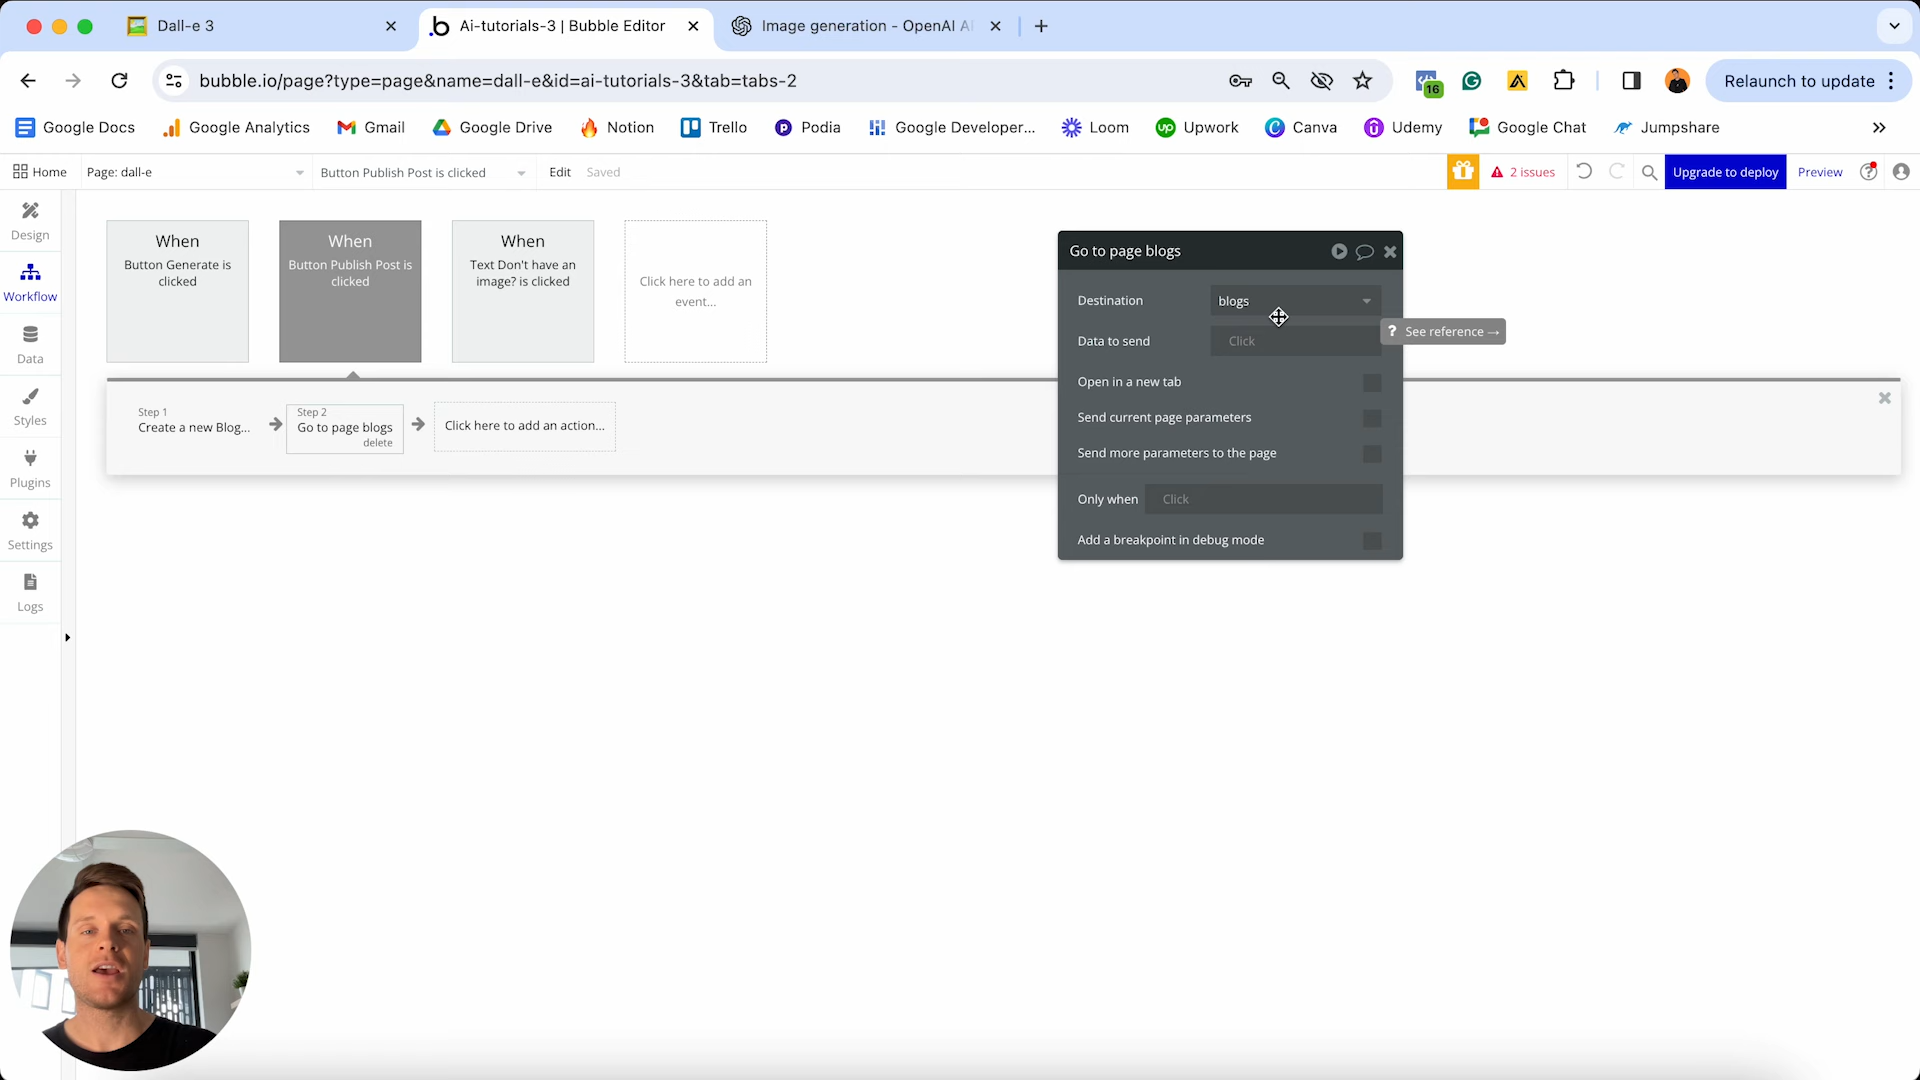 Dall-e 3
Ai-tutorials-3 | Bubble Editor
Image generation - OpenAI A
bubble.io/page?type=page&name=dall-e&id=ai-tutorials-3&tab=tabs-2
16
Relaunch to update
Google Docs
Google Analytics
Gmail
Google Drive
Notion
Trello
Podia
Google Developer...
Loom
Upwork
Canva
Udemy
Google Chat
Jumpshare
Home
Page: dall-e
Button Publish Post is clicked
Edit
Saved
2 issues
Upgrade to deploy
Preview
Design
Workflow
Data
Styles
Plugins
Settings
Logs
When
Button Generate is
clicked
When
Button Publish Post is
clicked
When
Text Don't have an
image? is clicked
Click here to add an
event...
Step 1
Create a new Blog...
Step 2
Go to page blogs
delete
Click here to add an action...
Go to page blogs
Destination
blogs
? See reference →
Data to send
Click
Open in a new tab
Send current page parameters
Send more parameters to the page
Only when
Click
Add a breakpoint in debug mode